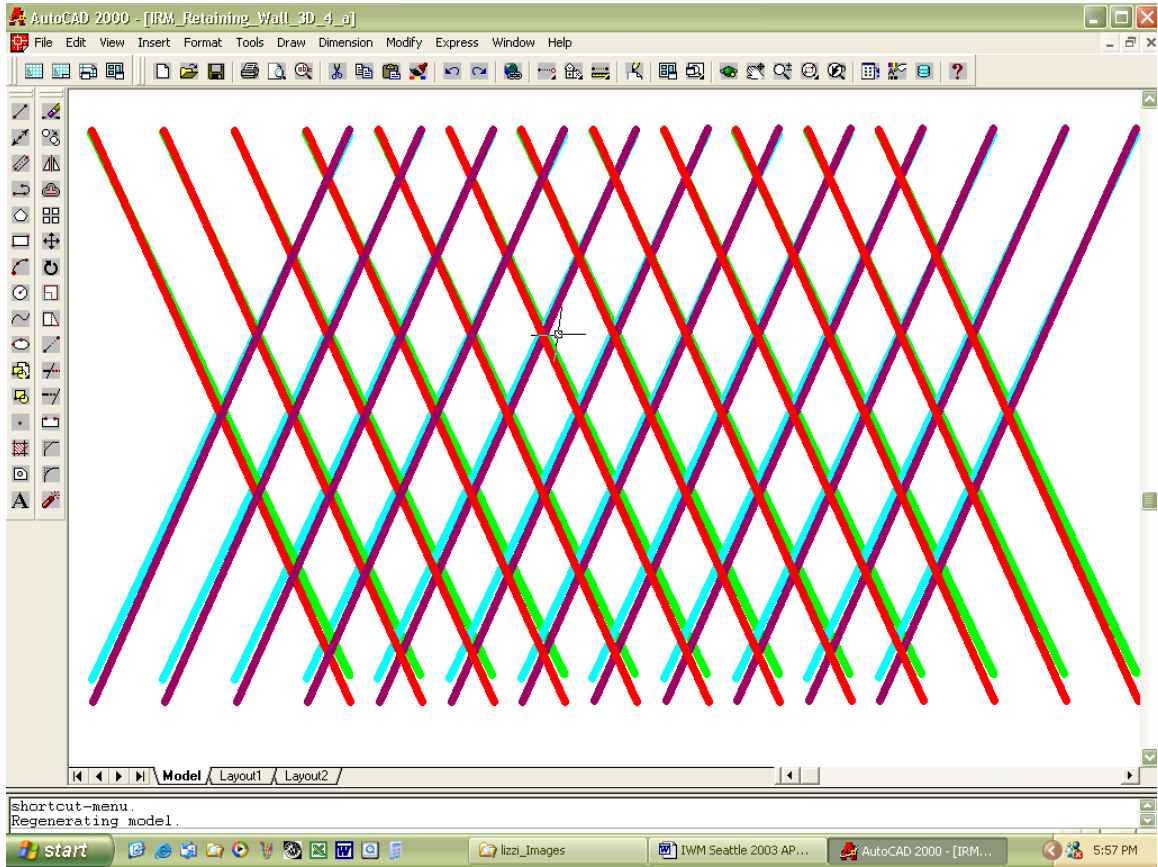 AutoCAD 2000 - [IRM_Retaining_Wall_3D_4_a]
File Edit View Insert Format Tools Draw Dimension Modify Express Window Help
Model Layout1 Layout2
shortcut-menu.
Regenerating model.
start lizzi_Images IWM Seattle 2003 AP... AutoCAD 2000 - [IRM... 5:57 PM